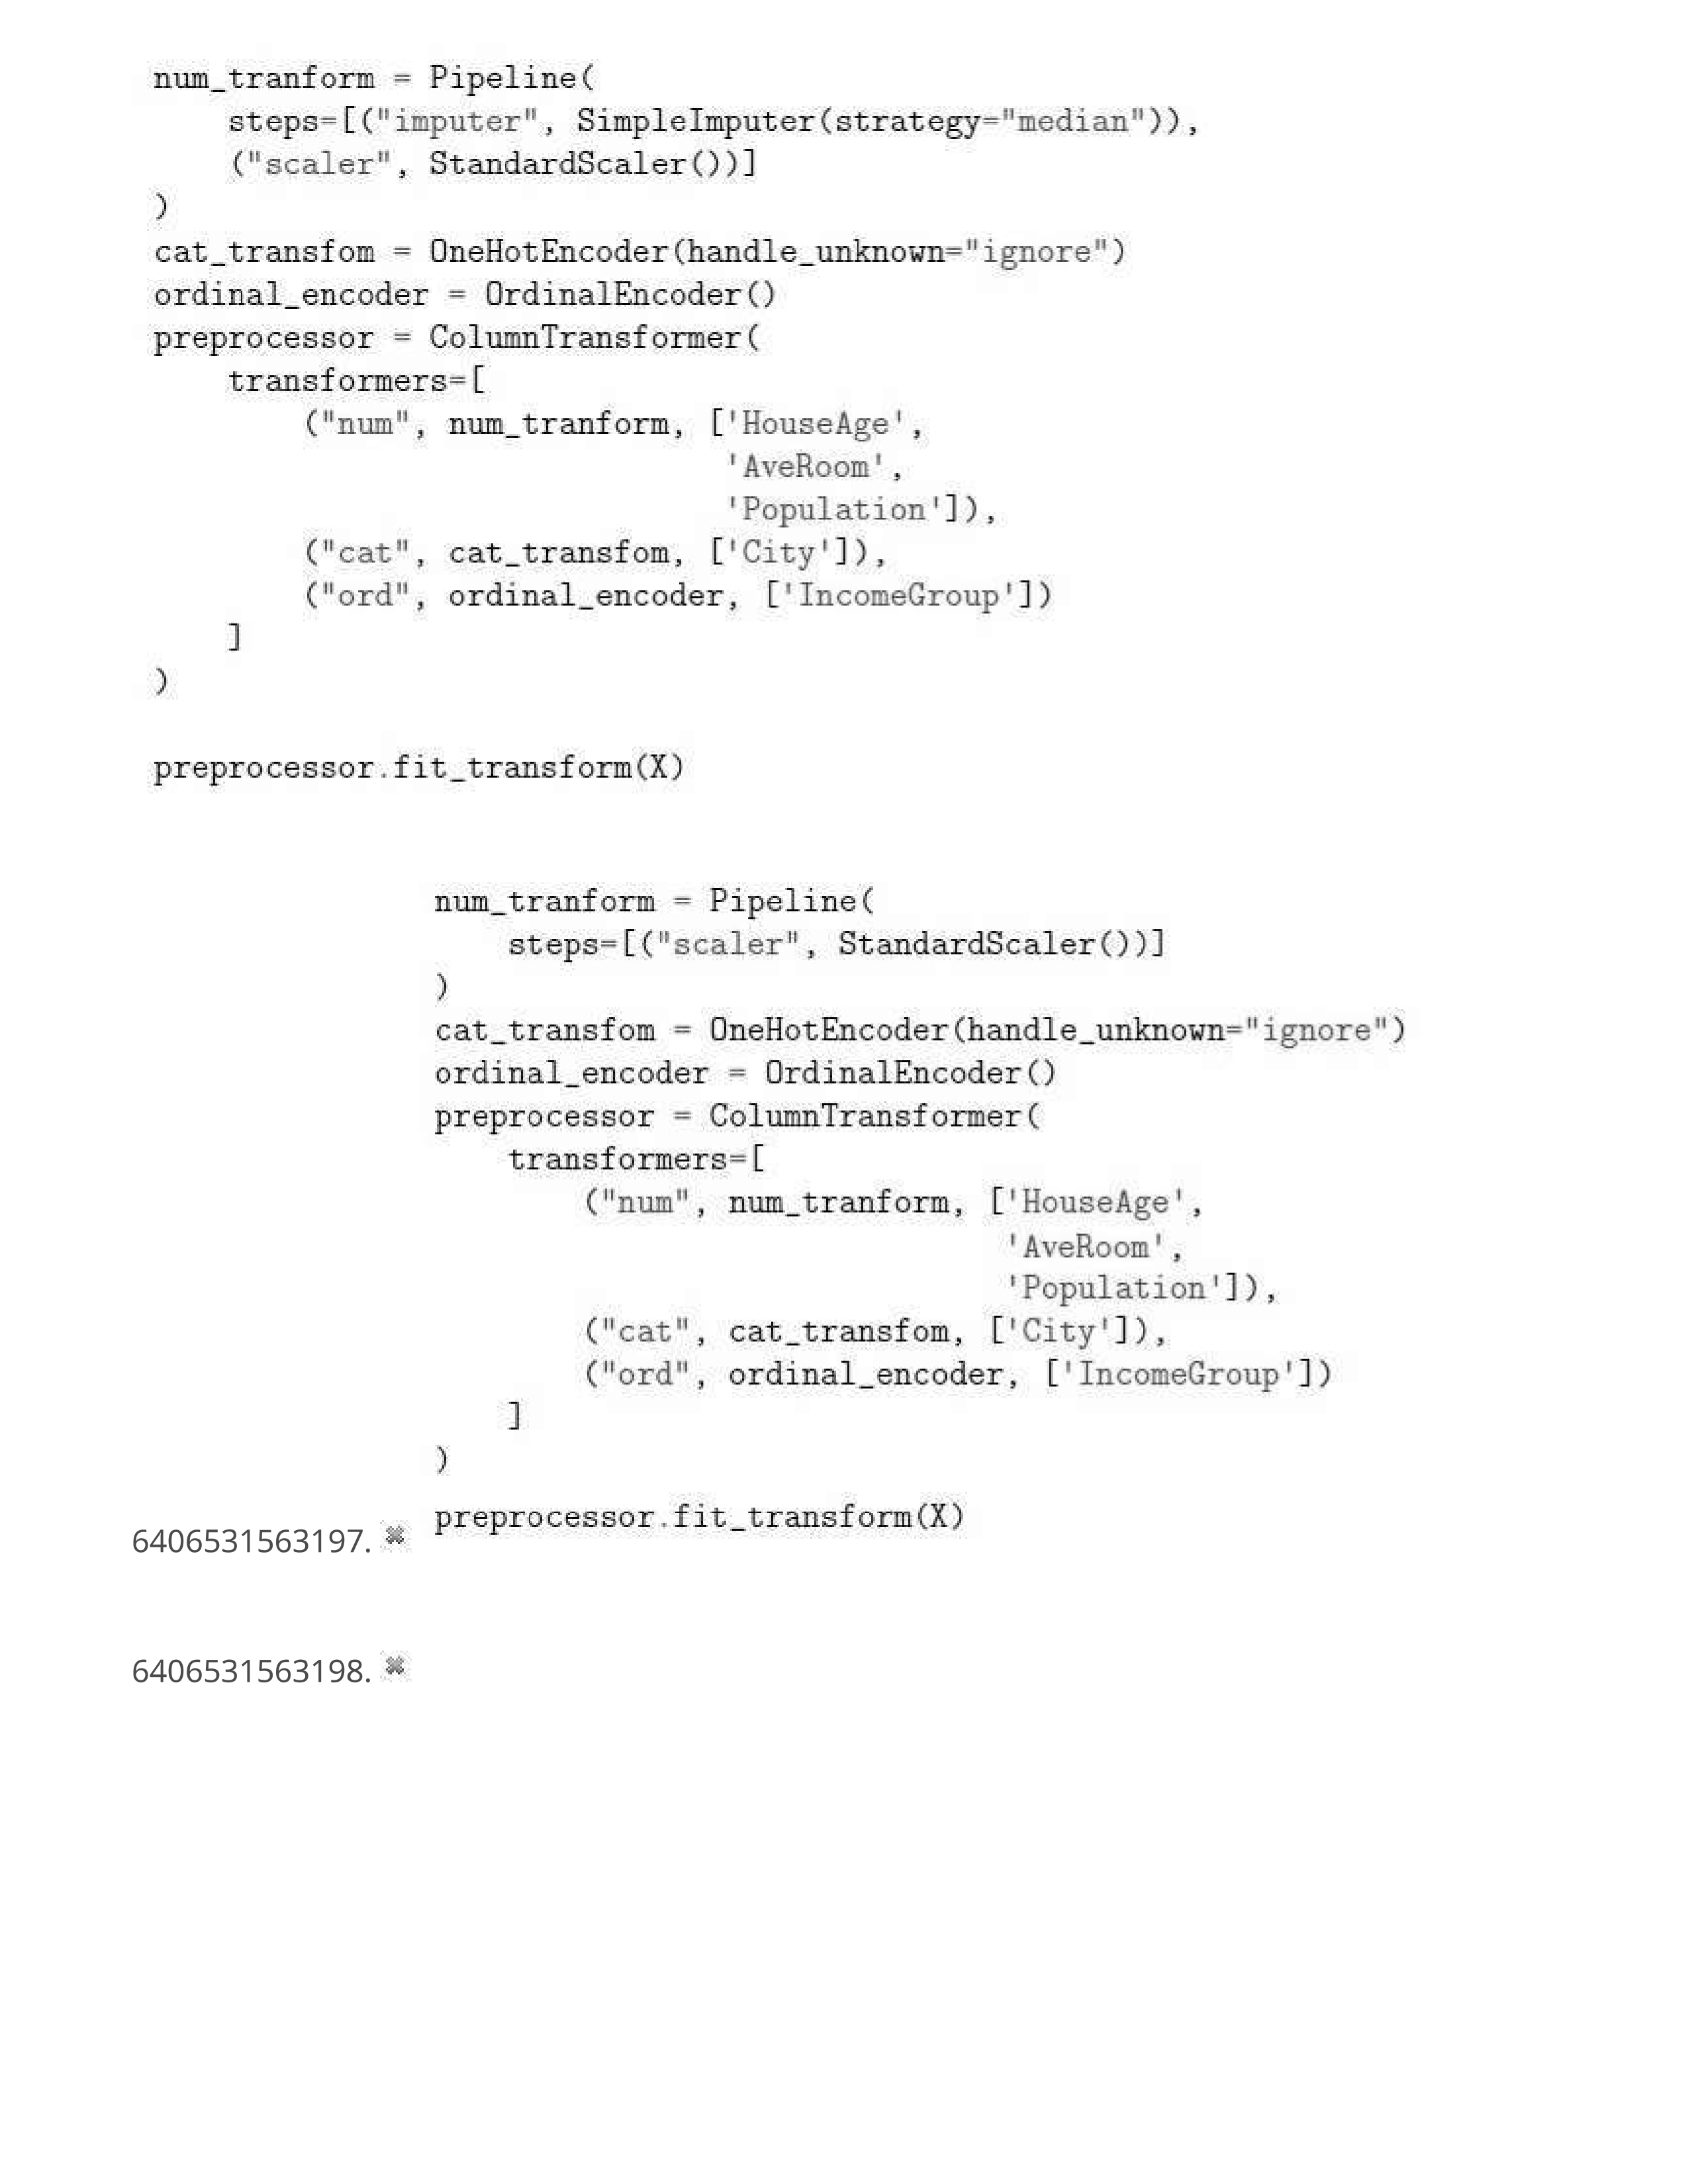 num_tranform = Pipeline(
    steps=[("imputer", SimpleImputer(strategy="median")),
    ("scaler", StandardScaler())]
)
cat_transfom = OneHotEncoder(handle_unknown="ignore")
ordinal_encoder = OrdinalEncoder()
preprocessor = ColumnTransformer(
    transformers=[
        ("num", num_tranform, ['HouseAge',
                               'AveRoom',
                               'Population']),
        ("cat", cat_transfom, ['City']),
        ("ord", ordinal_encoder, ['IncomeGroup'])
    ]
)
preprocessor.fit_transform(X)
num_tranform = Pipeline(
    steps=[("scaler", StandardScaler())]
)
cat_transfom = OneHotEncoder(handle_unknown="ignore")
ordinal_encoder = OrdinalEncoder()
preprocessor = ColumnTransformer(
    transformers=[
        ("num", num_tranform, ['HouseAge',
                               'AveRoom',
                               'Population']),
        ("cat", cat_transfom, ['City']),
        ("ord", ordinal_encoder, ['IncomeGroup'])
    ]
)
preprocessor.fit_transform(X)
6406531563197. ✖
6406531563198. ✖